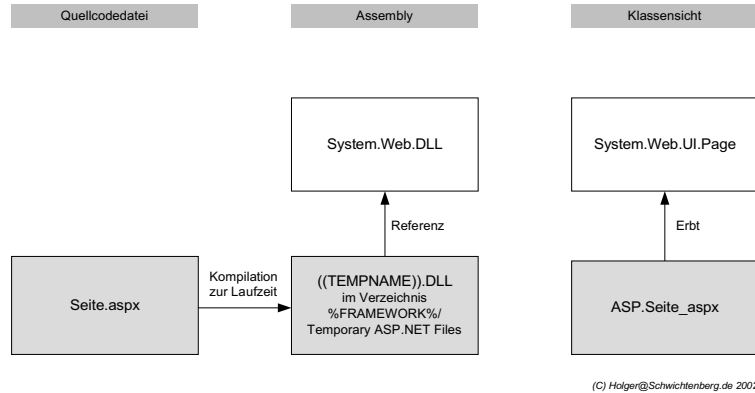 Quellcodedatei
Assembly
Klassensicht
System.Web.DLL
System.Web.UI.Page
Referenz
Erbt
Seite.aspx
Kompilation
zur Laufzeit
((TEMPNAME)).DLL
im Verzeichnis
%FRAMEWORK%/
Temporary ASP.NET Files
ASP.Seite_aspx
(C) Holger@Schwichtenberg.de 2002